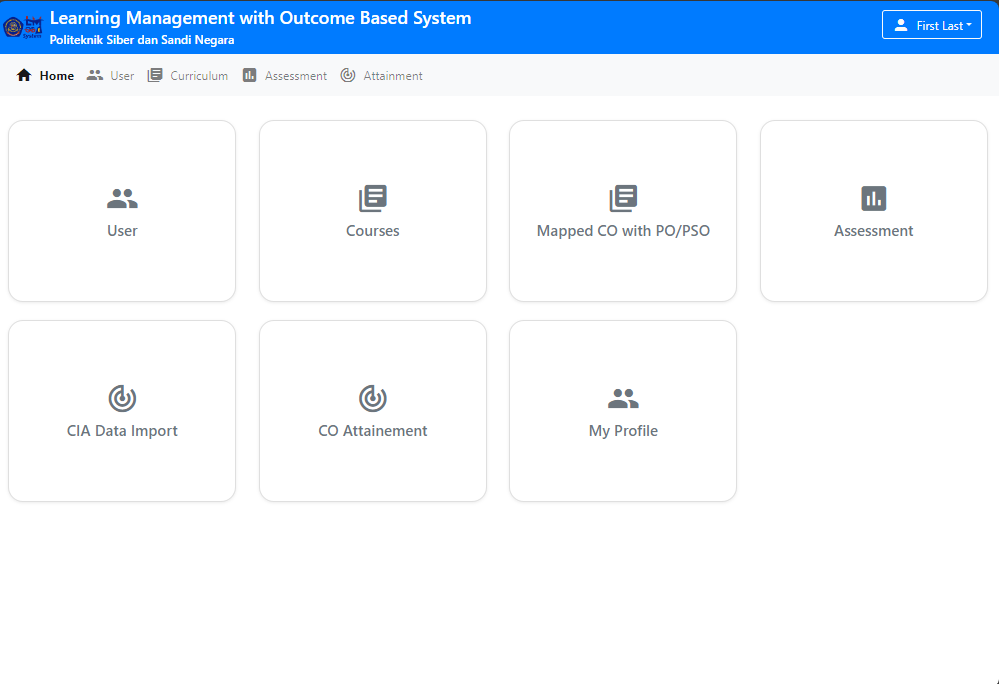 Learning Management with Outcome Based System
Politeknik Siber dan Sandi Negara
First Last
Home User Curriculum Assessment Attainment
User
Courses
Mapped CO with PO/PSO
Assessment
CIA Data Import
CO Attainement
My Profile